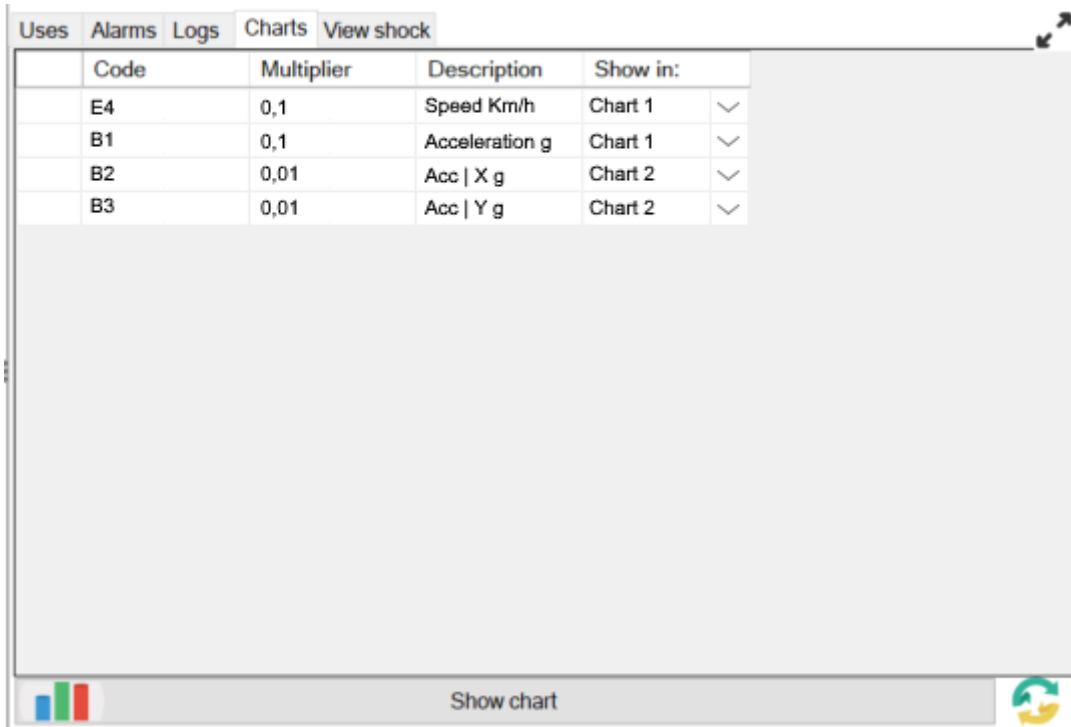 Uses Alarms Logs Charts View shock
Code Multiplier Description Show in:
E4 0,1 Speed Km/h Chart 1
B1 0,1 Acceleration g Chart 1
B2 0,01 Acc | X g Chart 2
B3 0,01 Acc | Y g Chart 2
Show chart